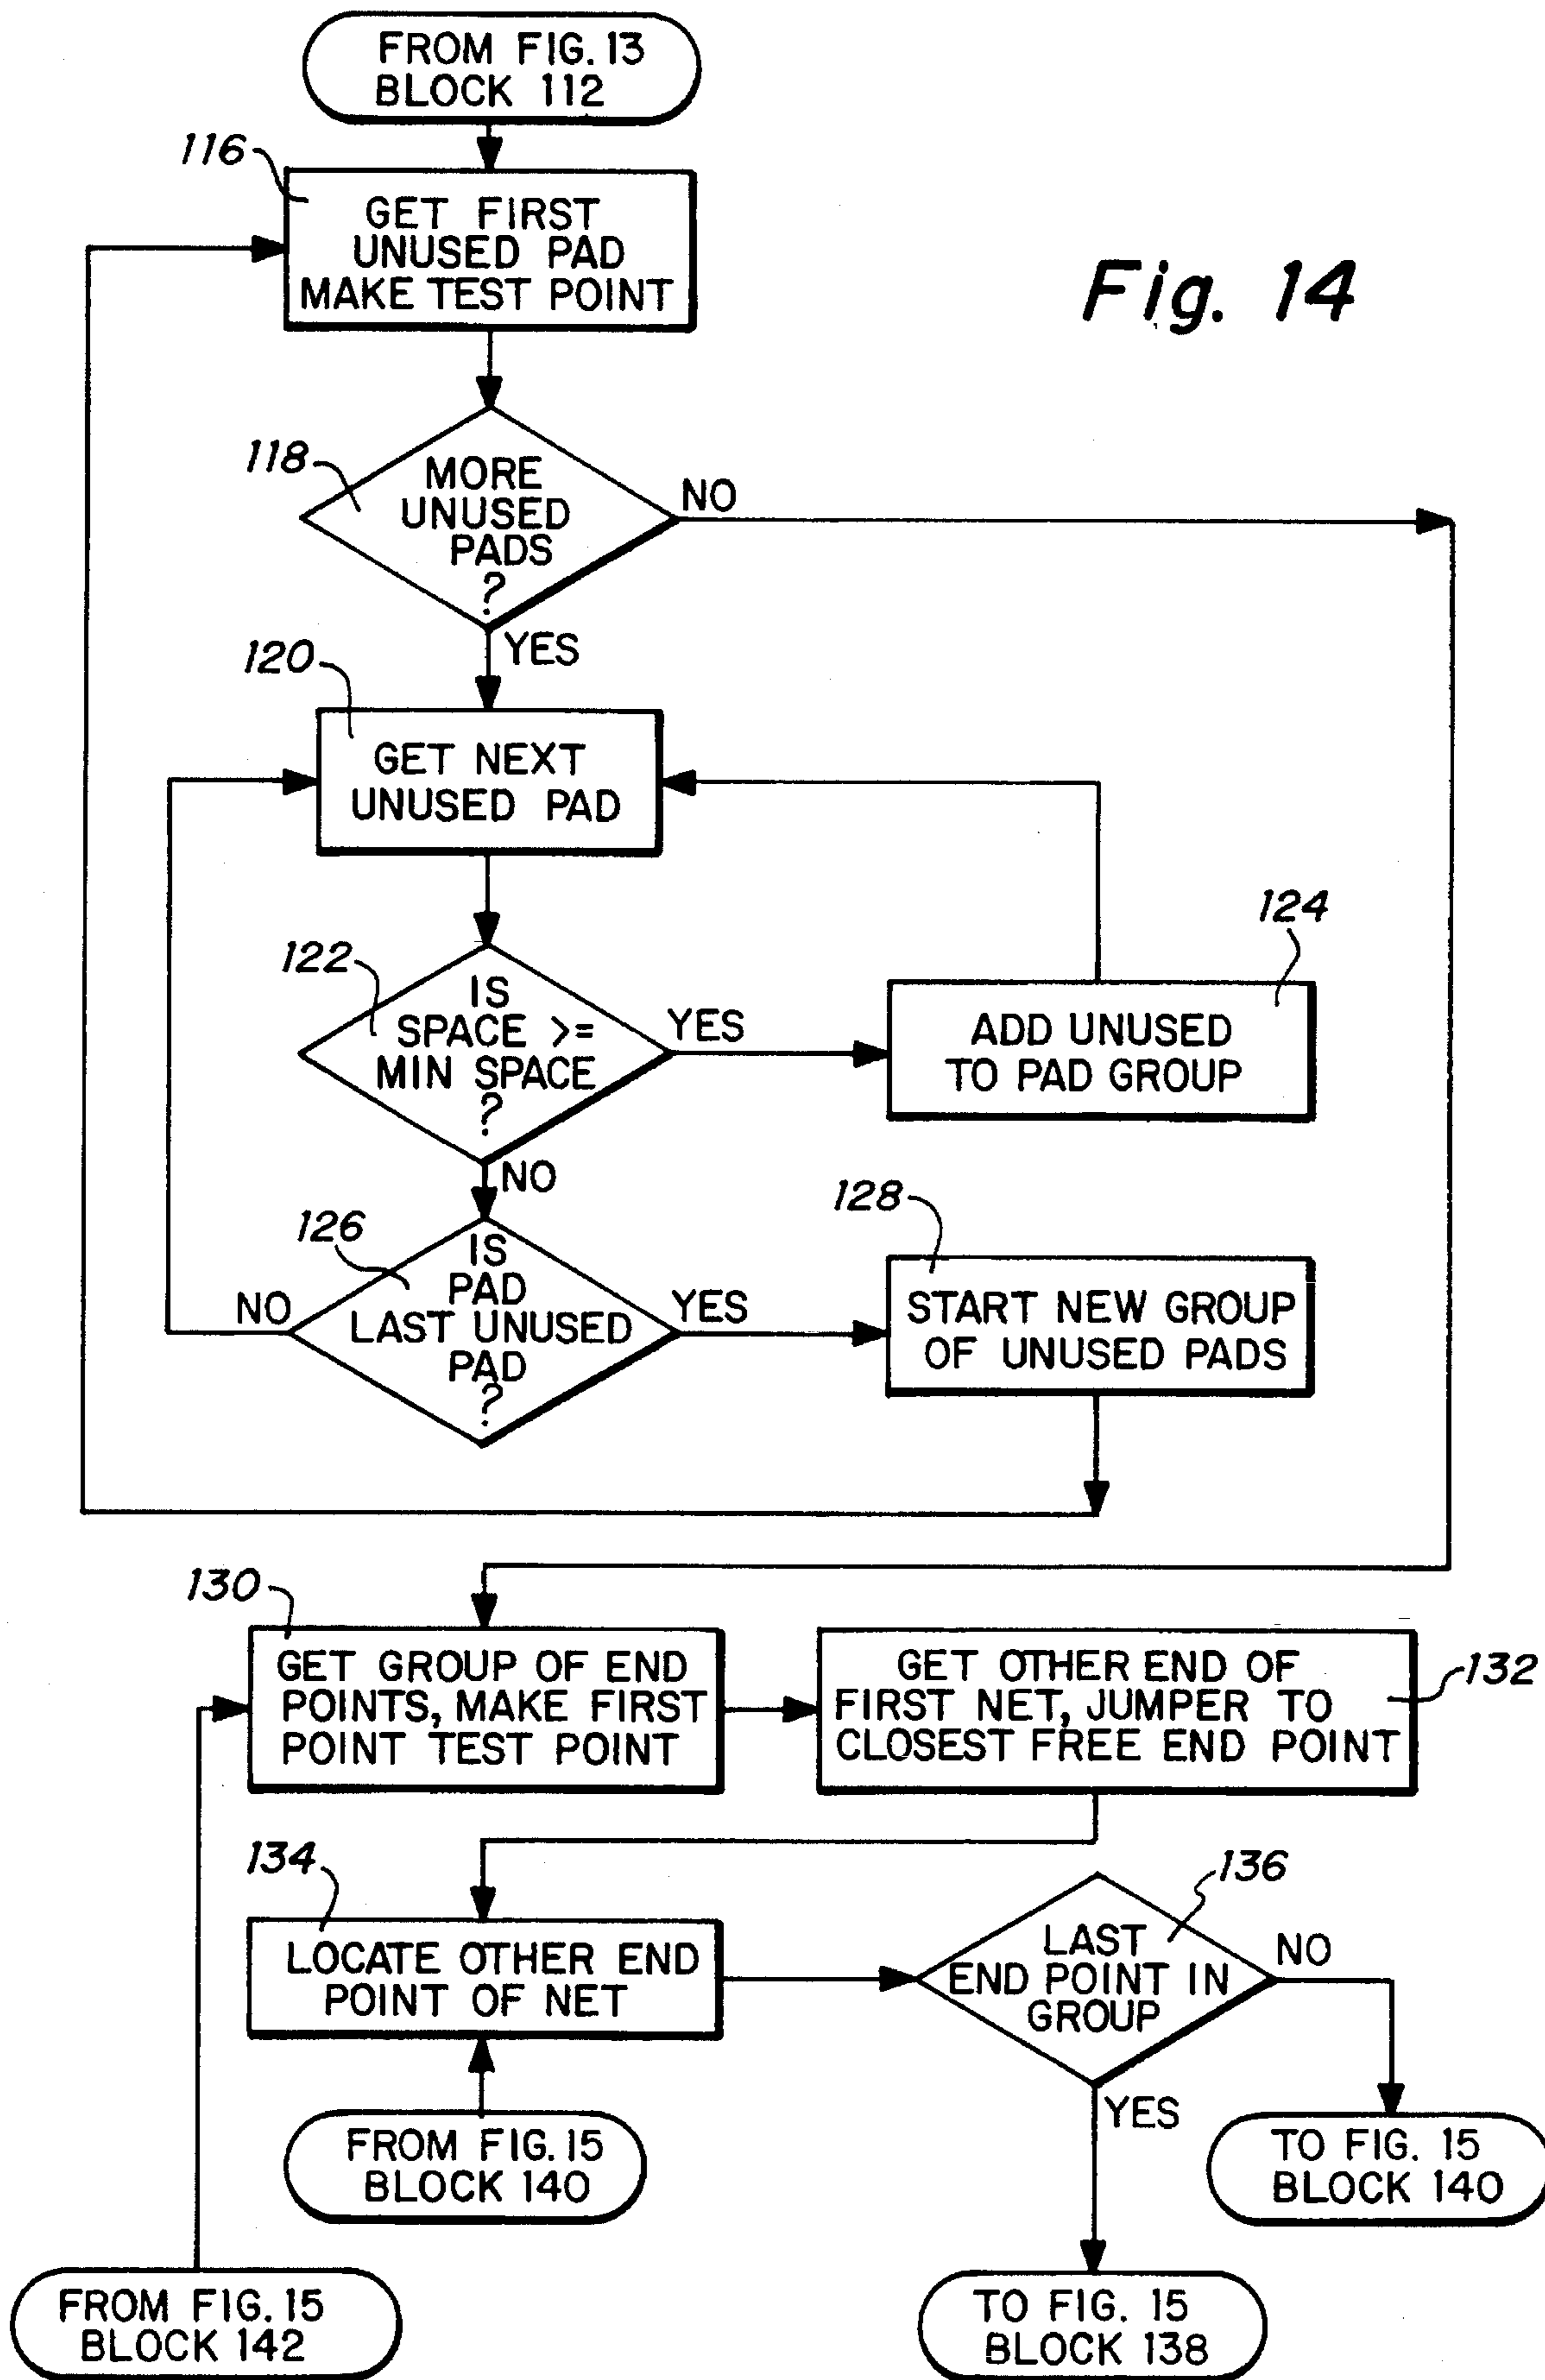 FROM FIG. 13
BLOCK 112
116
GET FIRST
UNUSED PAD
MAKE TEST POINT
Fig. 14
118
MORE
UNUSED
PADS
?
NO
YES
120
GET NEXT
UNUSED PAD
122
IS
SPACE >=
MIN SPACE
?
YES
124
ADD UNUSED
TO PAD GROUP
NO
126
IS
PAD
LAST UNUSED
PAD
?
NO
YES
128
START NEW GROUP
OF UNUSED PADS
130
GET GROUP OF END
POINTS, MAKE FIRST
POINT TEST POINT
GET OTHER END OF
FIRST NET, JUMPER TO
CLOSEST FREE END POINT
132
134
LOCATE OTHER END
POINT OF NET
136
LAST
END POINT IN
GROUP
NO
YES
FROM FIG. 15
BLOCK 140
TO FIG. 15
BLOCK 140
FROM FIG. 15
BLOCK 142
TO FIG. 15
BLOCK 138